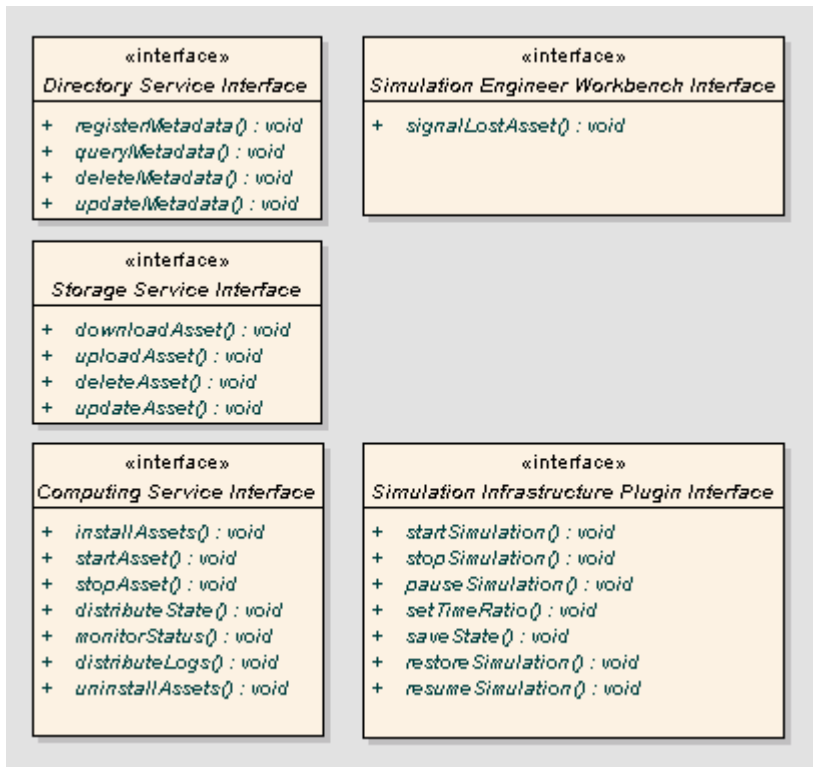 «interface»
Directory Service Interface
+ registerMetadata() : void
+ queryMetadata() : void
+ deleteMetadata() : void
+ updateMetadata() : void
«interface»
Simulation Engineer Workbench Interface
+ signalLostAsset() : void
«interface»
Storage Service Interface
+ downloadAsset() : void
+ uploadAsset() : void
+ deleteAsset() : void
+ updateAsset() : void
«interface»
Computing Service Interface
+ installAssets() : void
+ startAsset() : void
+ stopAsset() : void
+ distributeState() : void
+ monitorStatus() : void
+ distributeLogs() : void
+ uninstallAssets() : void
«interface»
Simulation Infrastructure Plugin Interface
+ startSimulation() : void
+ stopSimulation() : void
+ pauseSimulation() : void
+ setTimeRatio() : void
+ saveState() : void
+ restoreSimulation() : void
+ resumeSimulation() : void